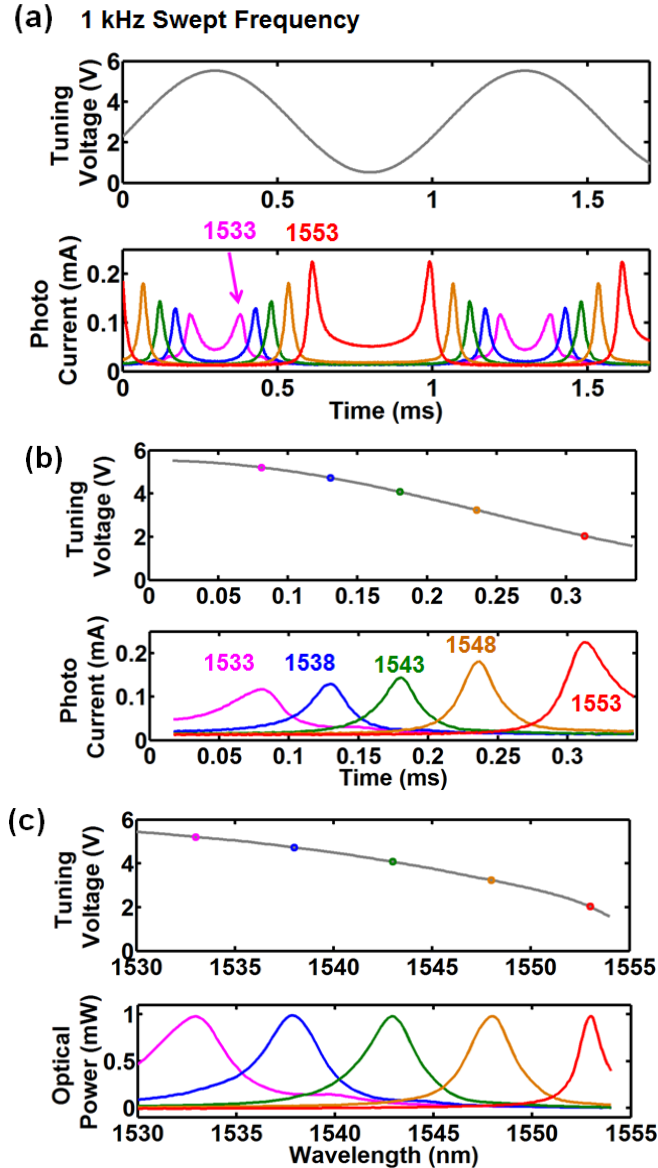 (a) 1 kHz Swept Frequency
Tuning
Voltage (V)
6
4
2
0
0 0.5 1 1.5
1533 1553
Photo
Current (mA)
0.2
0.1
0
0 0.5 1 1.5
Time (ms)
(b)
Tuning
Voltage (V)
6
4
2
0
0 0.05 0.1 0.15 0.2 0.25 0.3
Photo
Current (mA)
0.2
0.1
0
1533 1538 1543 1548 1553
0 0.05 0.1 0.15 0.2 0.25 0.3
Time (ms)
(c)
Tuning
Voltage (V)
6
4
2
0
1530 1535 1540 1545 1550 1555
Optical
Power (mW)
1
0.5
0
1530 1535 1540 1545 1550 1555
Wavelength (nm)